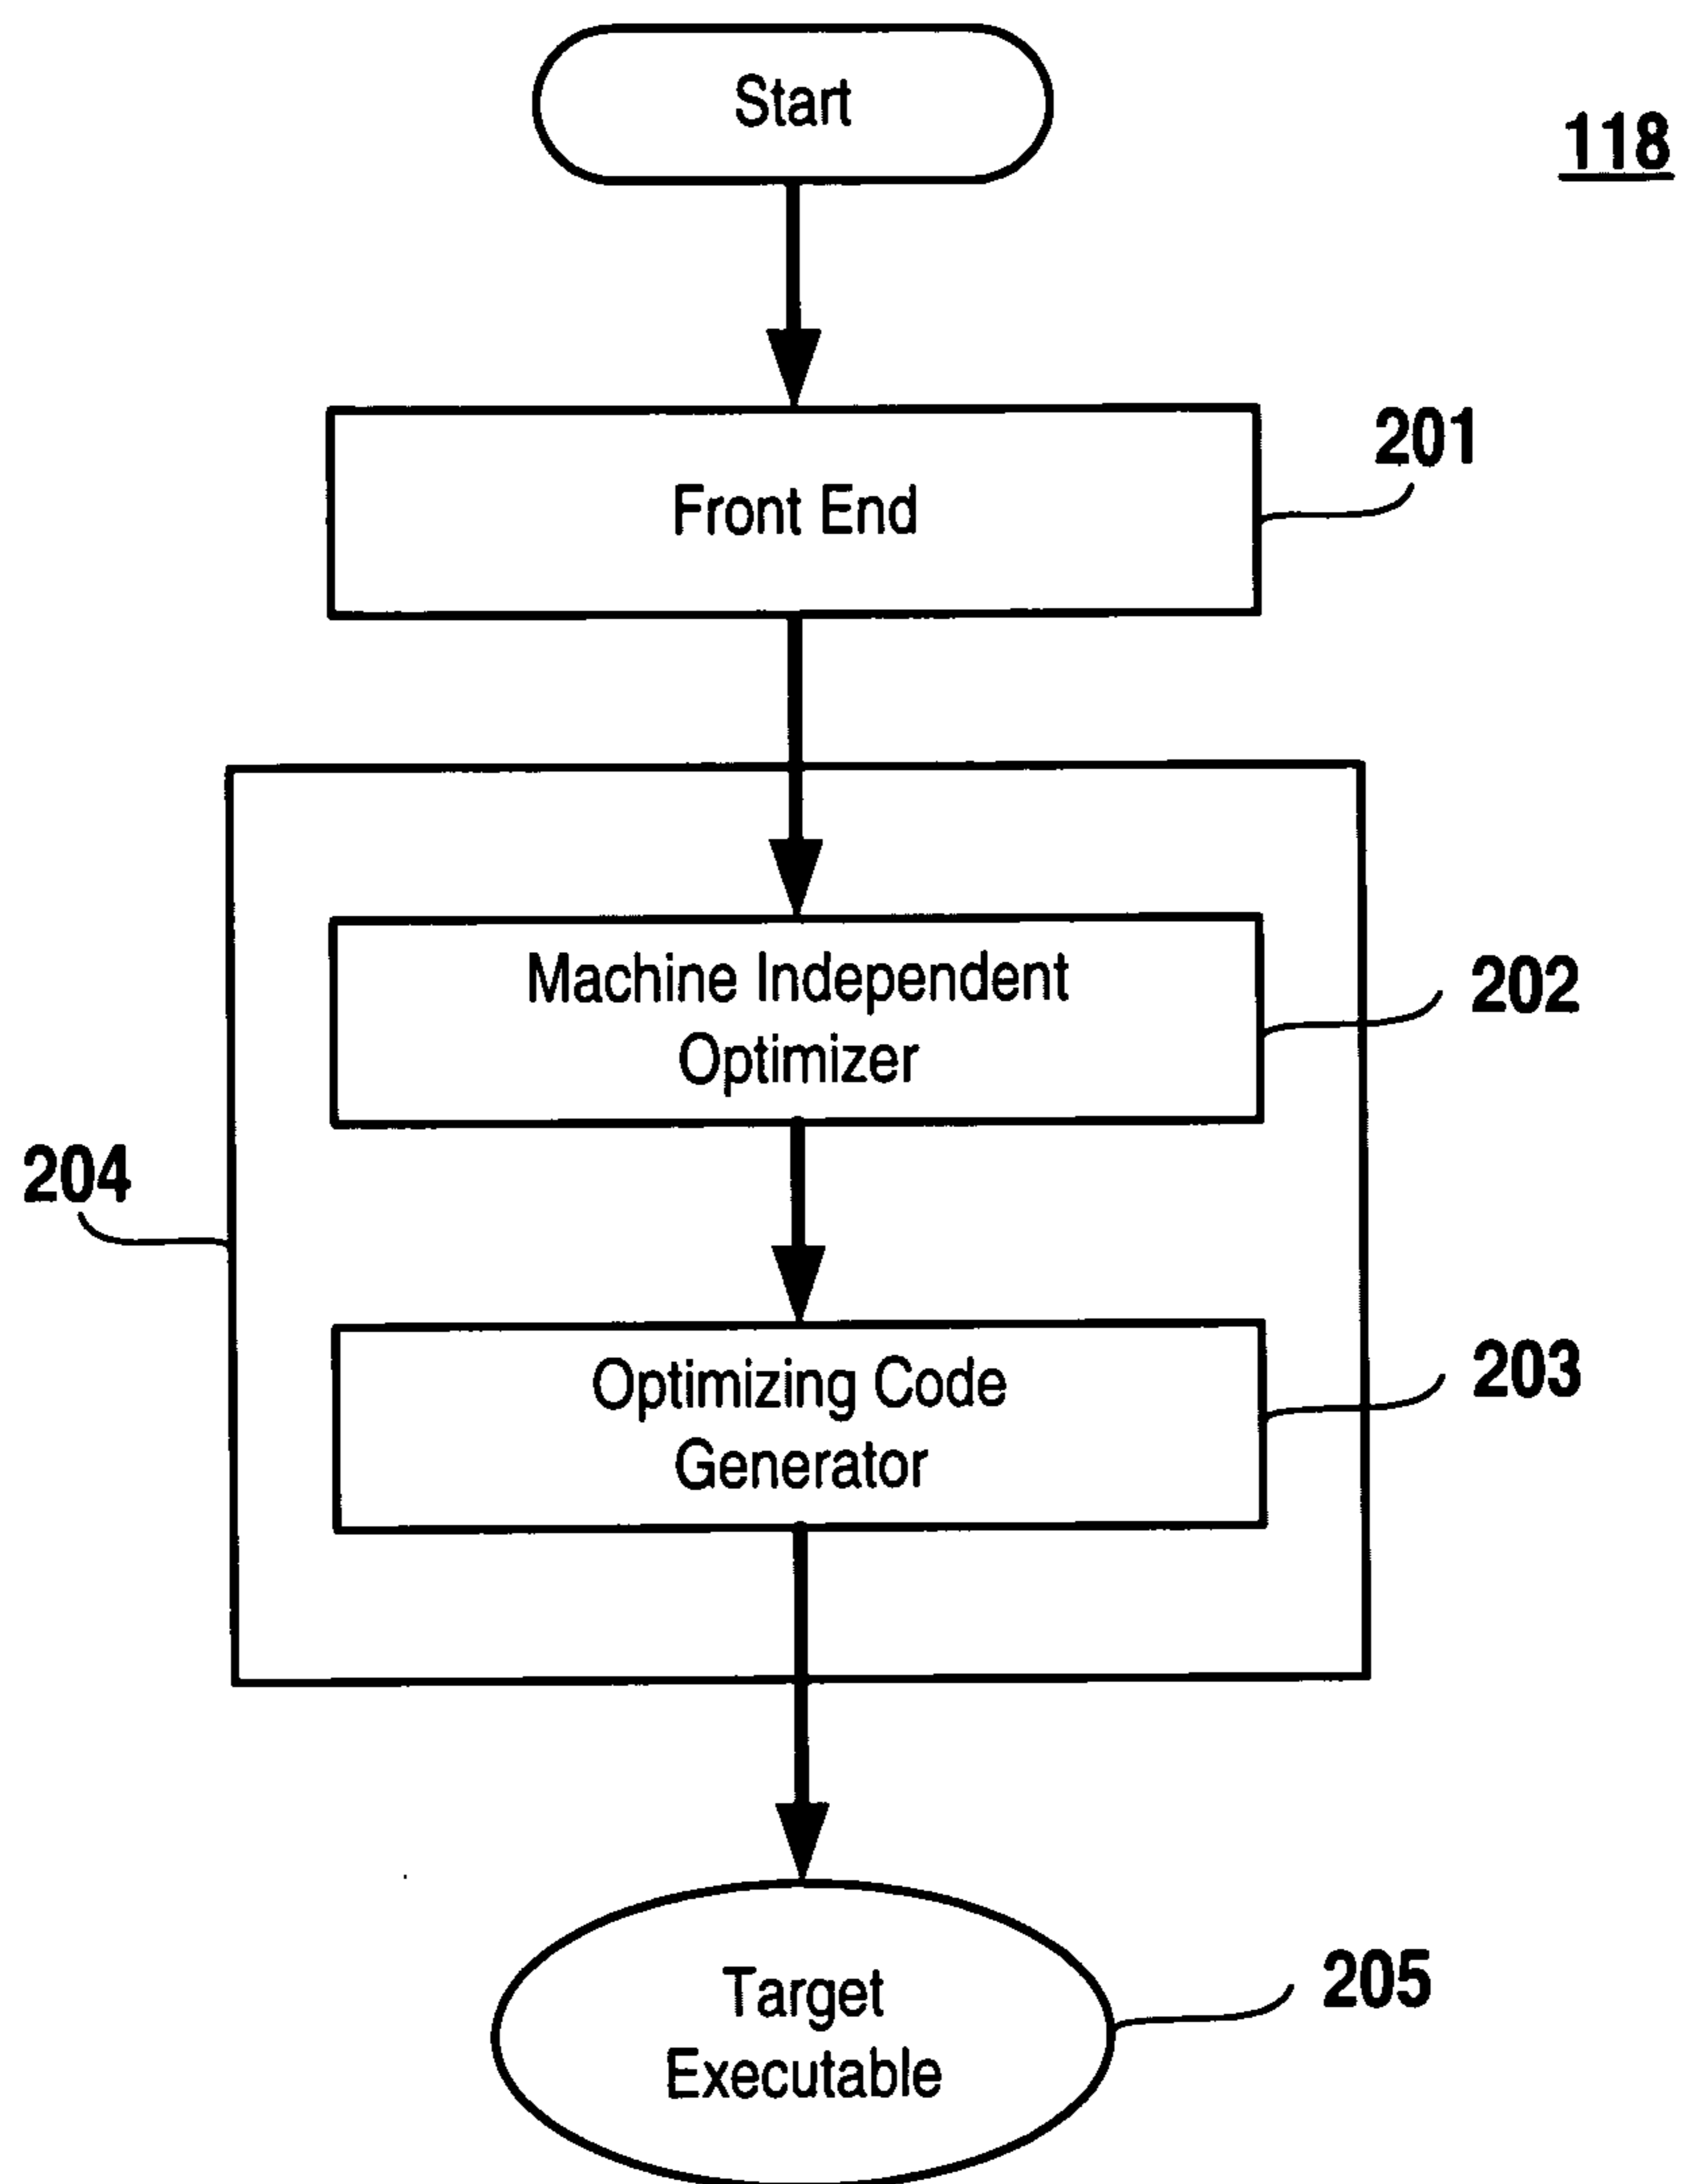 Start
118
Front End
201
Machine Independent
Optimizer
202
204
Optimizing Code
Generator
203
Target
Executable
205